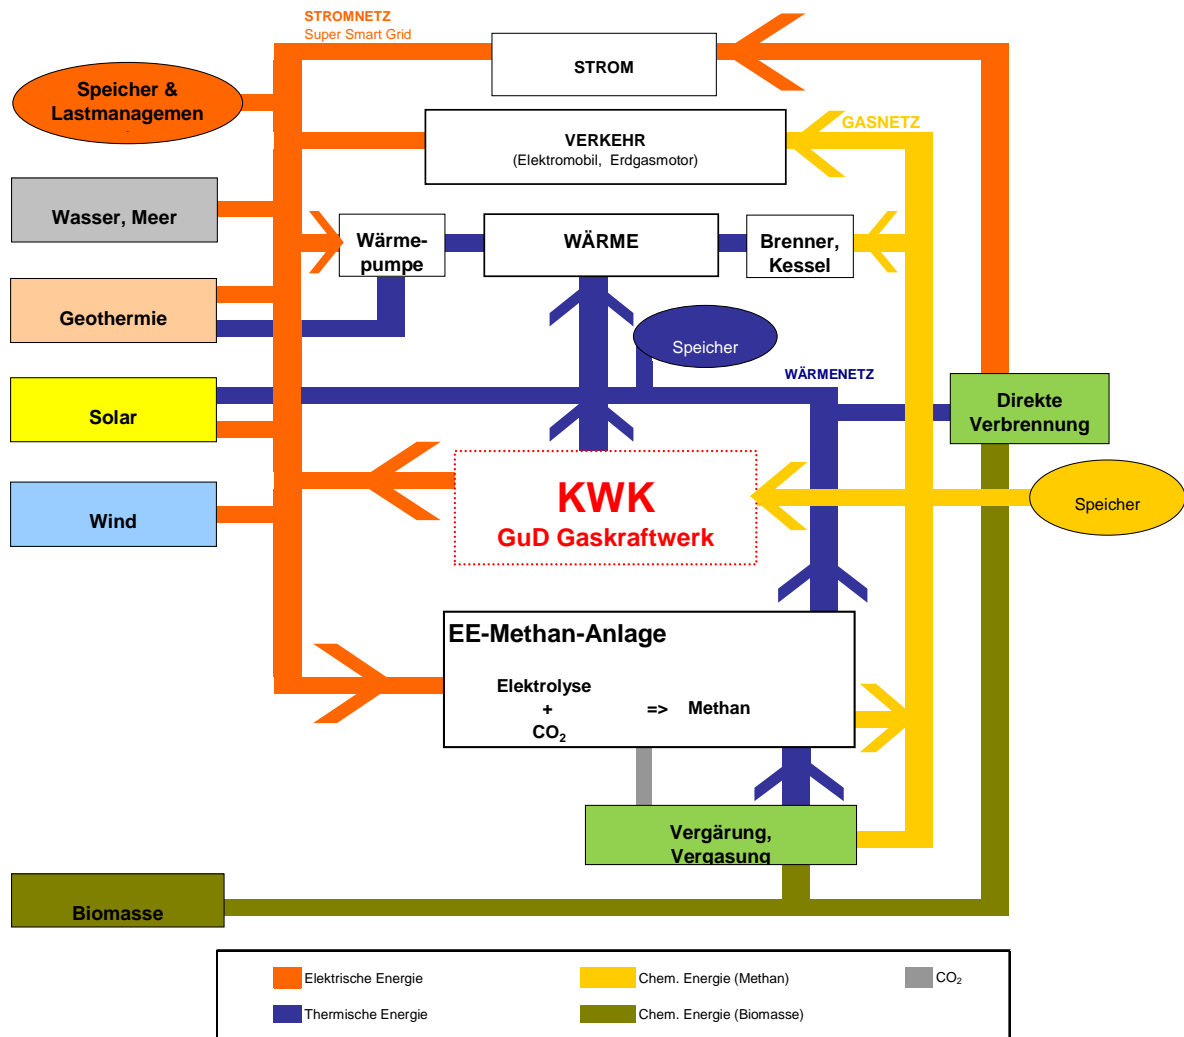 STROMNETZ
Super Smart Grid
STROM
Speicher &
Lastmanagemen
GASNETZ
VERKEHR
(Elektromobil, Erdgasmotor)
Wasser, Meer
Wärme-
pumpe
WÄRME
Brenner,
Kessel
Geothermie
Speicher
WÄRMENETZ
Solar
Direkte
Verbrennung
KWK
GuD Gaskraftwerk
Speicher
Wind
EE-Methan-Anlage
Elektrolyse
+
CO₂
=> Methan
Vergärung,
Vergasung
Biomasse
Elektrische Energie
Chem. Energie (Methan)
CO₂
Thermische Energie
Chem. Energie (Biomasse)